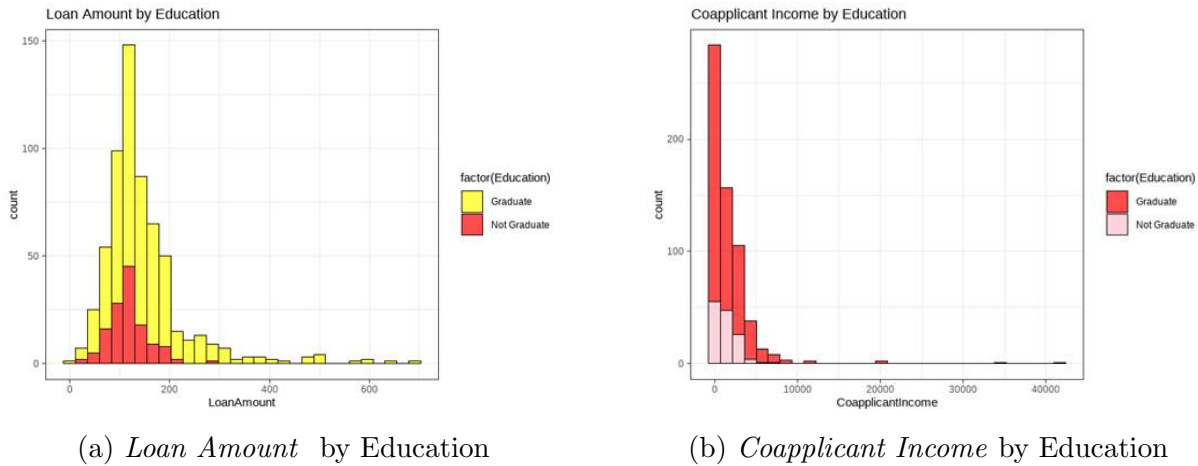 Loan Amount by Education
150
100
50
0
count
0 200 400 600
LoanAmount
factor(Education)
Graduate
Not Graduate
(a) Loan Amount by Education
Coapplicant Income by Education
200
100
0
count
0 10000 20000 30000 40000
CoapplicantIncome
factor(Education)
Graduate
Not Graduate
(b) Coapplicant Income by Education